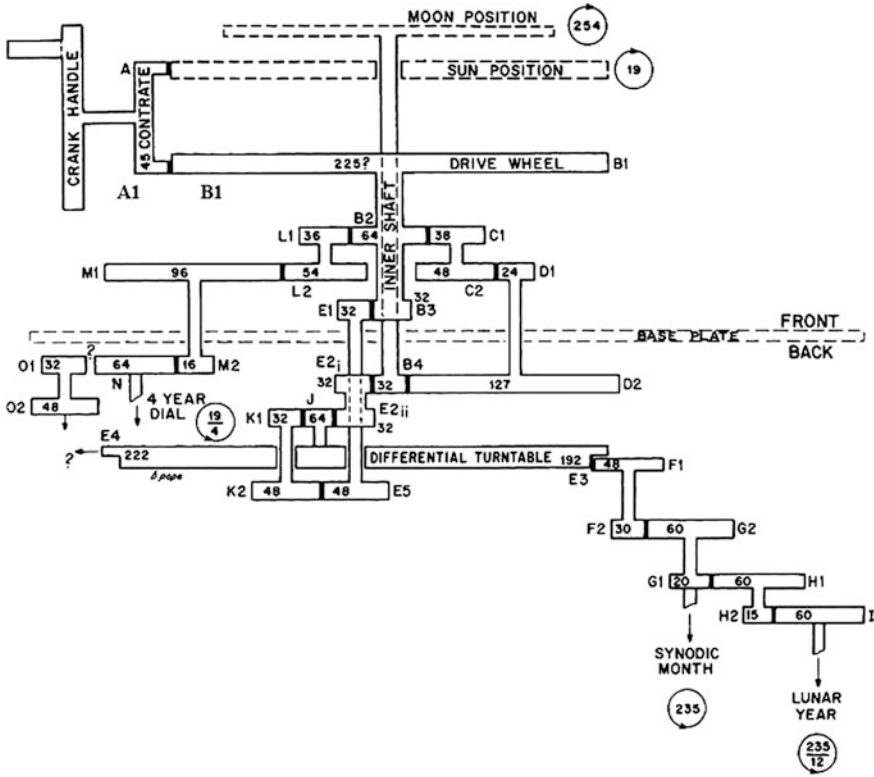 MOON POSITION
254
A
SUN POSITION
19
CRANK HANDLE
45 CONTRATE
225? DRIVE WHEEL B1
A1 B1
INNER SHAFT
B2
L1 36 64 38 C1
M1 96 54 48 24 D1
L2 C2
32
E1 32 B3
FRONT
BASE PLATE
BACK
?
O1 32 64 16 M2
E2i B4
N
32 32 127 D2
O2 48
4 YEAR
DIAL
19
4
J
K1 32 64 E2ii
32
E4
222 DIFFERENTIAL TURNTABLE 192 48 F1
?
E3
K2 48 48 E5
F2 30 60 G2
G1 20 60 H1
H2 15 60 I
SYNODIC
MONTH
235
LUNAR
YEAR
235
12